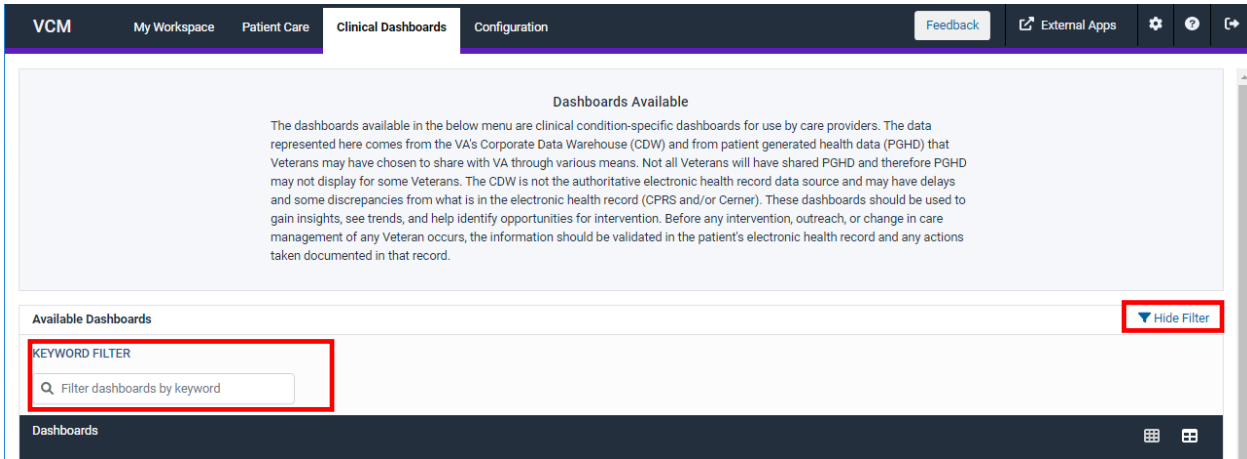 VCM My Workspace Patient Care Clinical Dashboards Configuration Feedback External Apps
Dashboards Available
The dashboards available in the below menu are clinical condition-specific dashboards for use by care providers. The data
represented here comes from the VA's Corporate Data Warehouse (CDW) and from patient generated health data (PGHD) that
Veterans may have chosen to share with VA through various means. Not all Veterans will have shared PGHD and therefore PGHD
may not display for some Veterans. The CDW is not the authoritative electronic health record data source and may have delays
and some discrepancies from what is in the electronic health record (CPRS and/or Cerner). These dashboards should be used to
gain insights, see trends, and help identify opportunities for intervention. Before any intervention, outreach, or change in care
management of any Veteran occurs, the information should be validated in the patient's electronic health record and any actions
taken documented in that record.
Available Dashboards Hide Filter
KEYWORD FILTER
Filter dashboards by keyword
Dashboards